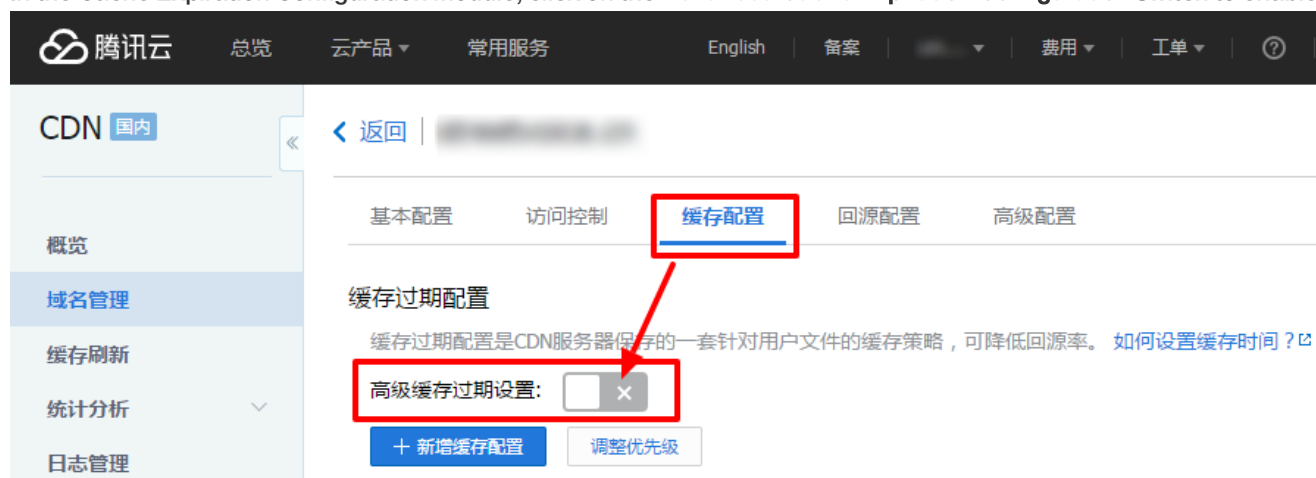 腾讯云 总览 云产品 常用服务 English 备案 费用 工单
CDN 国内
返回
基本配置 访问控制 缓存配置 回源配置 高级配置
概览
域名管理
缓存过期配置
缓存过期配置是CDN服务器保存的一套针对用户文件的缓存策略，可降低回源率。 如何设置缓存时间？
缓存刷新
高级缓存过期设置:
统计分析
+ 新增缓存配置 调整优先级
日志管理